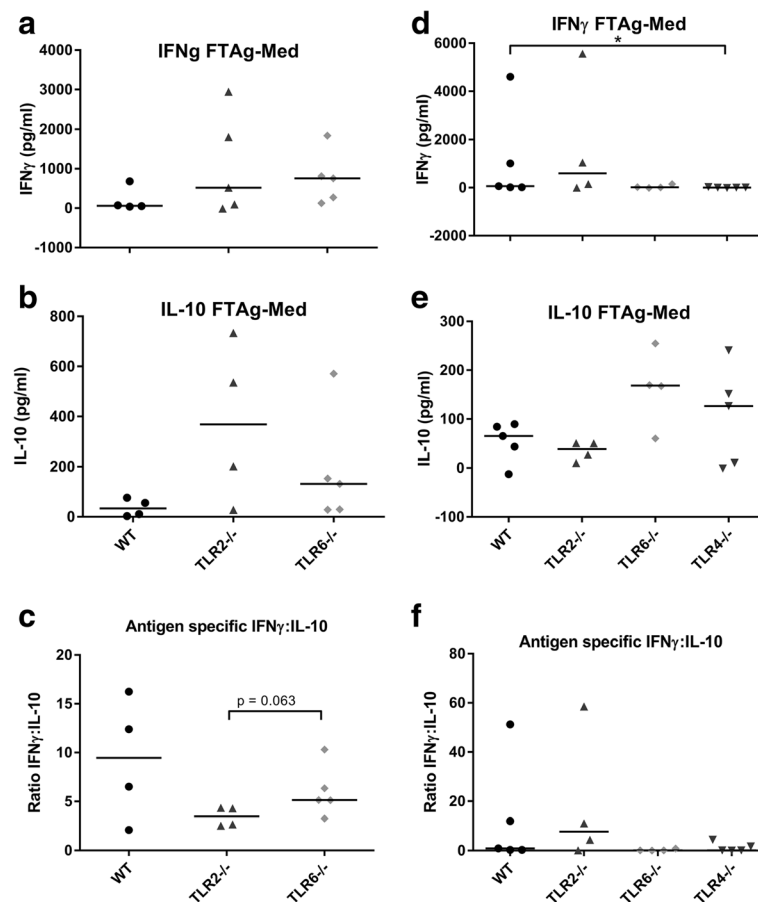 a
IFNg FTAg-Med
IFNγ (pg/ml)
4000
3000
2000
1000
0
-1000
b
IL-10 FTAg-Med
IL-10 (pg/ml)
800
600
400
200
0
WT
TLR2-/-
TLR6-/-
c
Antigen specific IFNγ:IL-10
Ratio IFNγ:IL-10
20
15
10
5
0
p = 0.063
WT
TLR2-/-
TLR6-/-
d
IFNγ FTAg-Med
IFNγ (pg/ml)
6000
4000
2000
0
-2000
*
e
IL-10 FTAg-Med
IL-10 (pg/ml)
300
200
100
0
-100
WT
TLR2-/-
TLR6-/-
TLR4-/-
f
Antigen specific IFNγ:IL-10
Ratio IFNγ:IL-10
80
60
40
20
0
WT
TLR2-/-
TLR6-/-
TLR4-/-